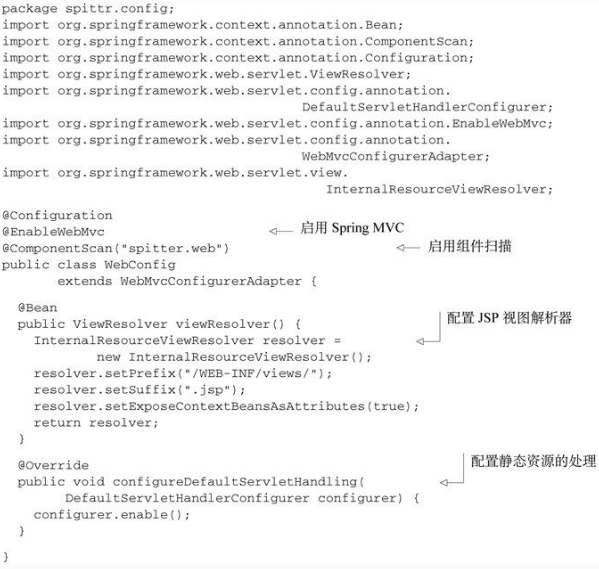 package spittr.config;
import org.springframework.context.annotation.Bean;
import org.springframework.context.annotation.ComponentScan;
import org.springframework.context.annotation.Configuration;
import org.springframework.web.servlet.ViewResolver;
import org.springframework.web.servlet.config.annotation.
DefaultServletHandlerConfigurer;
import org.springframework.web.servlet.config.annotation.EnableWebMvc;
import org.springframework.web.servlet.config.annotation.
WebMvcConfigurerAdapter;
import org.springframework.web.servlet.view.
InternalResourceViewResolver;
@Configuration
@EnableWebMvc 启用 Spring MVC
@ComponentScan("spitter.web") 启用组件扫描
public class WebConfig
extends WebMvcConfigurerAdapter {
@Bean
public ViewResolver viewResolver() { 配置 JSP 视图解析器
InternalResourceViewResolver resolver =
new InternalResourceViewResolver();
resolver.setPrefix("/WEB-INF/views/");
resolver.setSuffix(".jsp");
resolver.setExposeContextBeansAsAttributes(true);
return resolver;
}
@Override 配置静态资源的处理
public void configureDefaultServletHandling(
DefaultServletHandlerConfigurer configurer) {
configurer.enable();
}
}